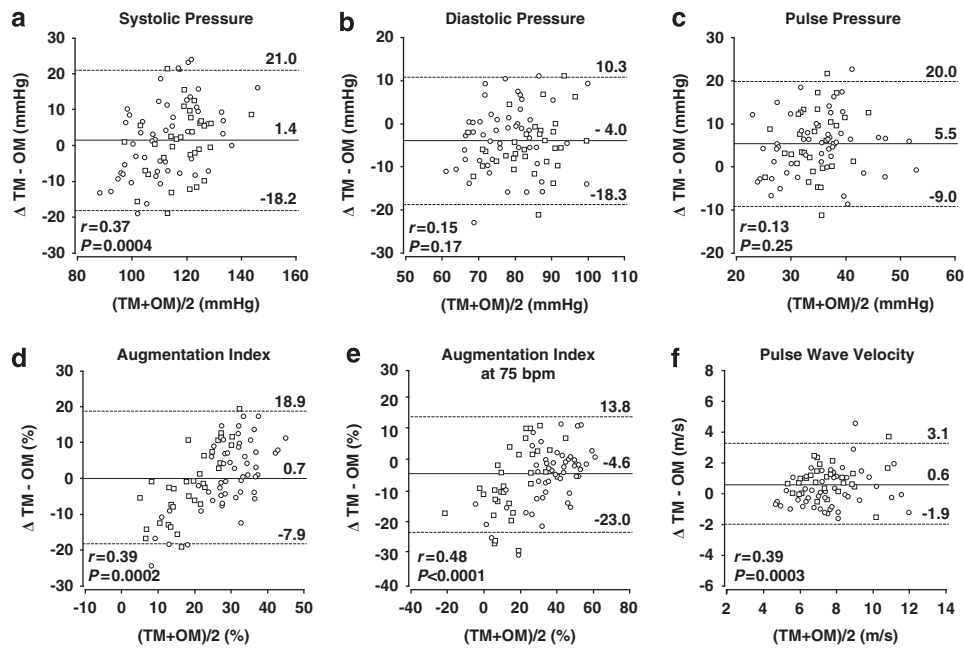 a Systolic Pressure
Δ TM - OM (mmHg)
30
20
10
0
-10
-20
-30
21.0
1.4
-18.2
r=0.37
P=0.0004
80 100 120 140 160
(TM+OM)/2 (mmHg)
b Diastolic Pressure
Δ TM - OM (mmHg)
20
10
0
-10
-20
-30
10.3
- 4.0
-18.3
r=0.15
P=0.17
50 60 70 80 90 100 110
(TM+OM)/2 (mmHg)
c Pulse Pressure
Δ TM - OM (mmHg)
30
20
10
0
-10
-20
20.0
5.5
-9.0
r=0.13
P=0.25
20 30 40 50 60
(TM+OM)/2 (mmHg)
d Augmentation Index
Δ TM - OM (%)
30
20
10
0
-10
-20
-30
18.9
0.7
-7.9
r=0.39
P=0.0002
-10 0 10 20 30 40 50
(TM+OM)/2 (%)
e Augmentation Index
at 75 bpm
Δ TM - OM (%)
30
20
10
0
-10
-20
-30
-40
13.8
-4.6
-23.0
r=0.48
P<0.0001
-40 -20 0 20 40 60 80
(TM+OM)/2 (%)
f Pulse Wave Velocity
Δ TM - OM (m/s)
8
6
4
2
0
-2
-4
-6
3.1
0.6
-1.9
r=0.39
P=0.0003
2 4 6 8 10 12 14
(TM+OM)/2 (m/s)